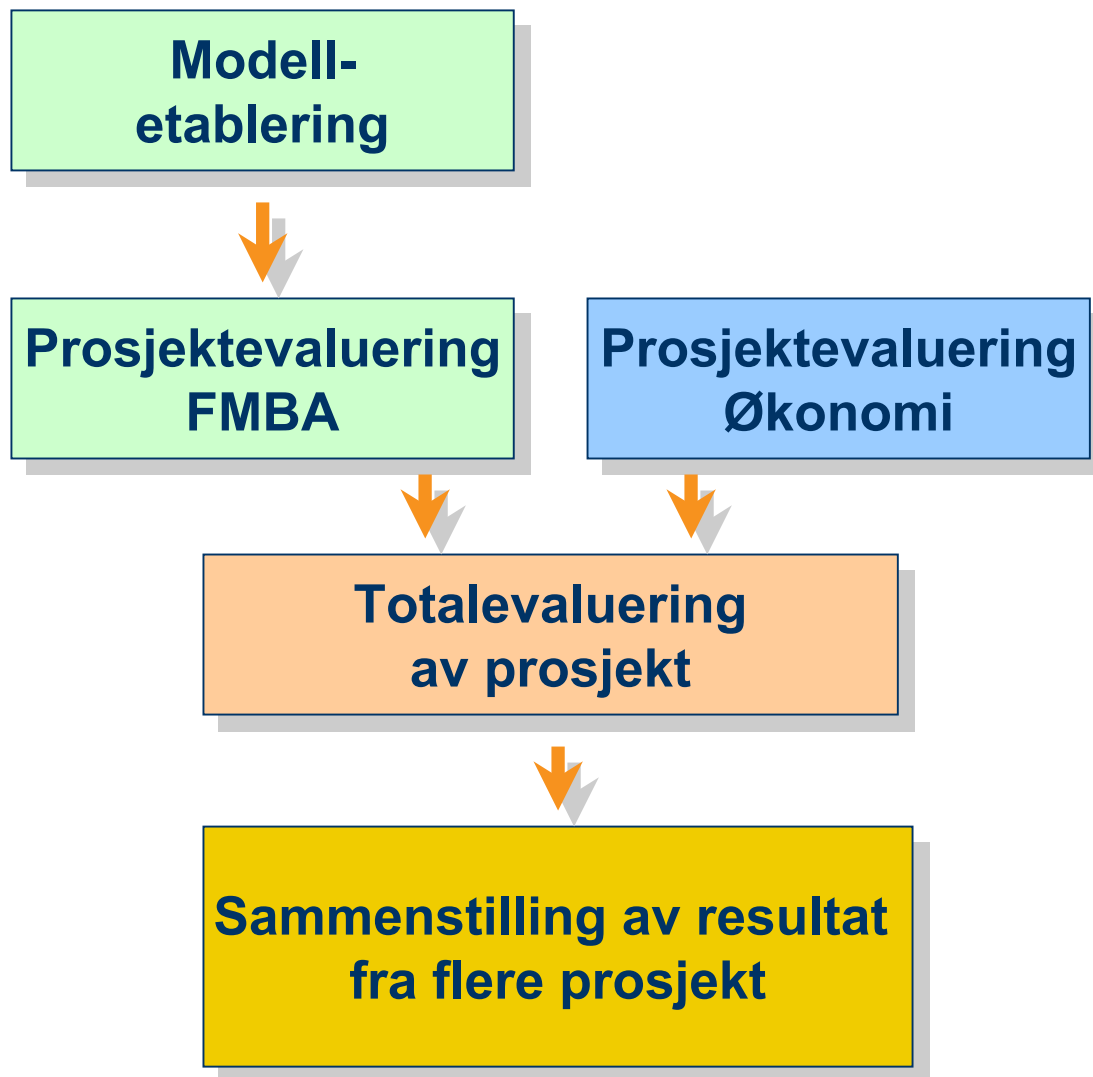 Modell-
etablering
Prosjektevaluering
FMBA
Prosjektevaluering
Økonomi
Totalevaluering
av prosjekt
Sammenstilling av resultat
fra flere prosjekt